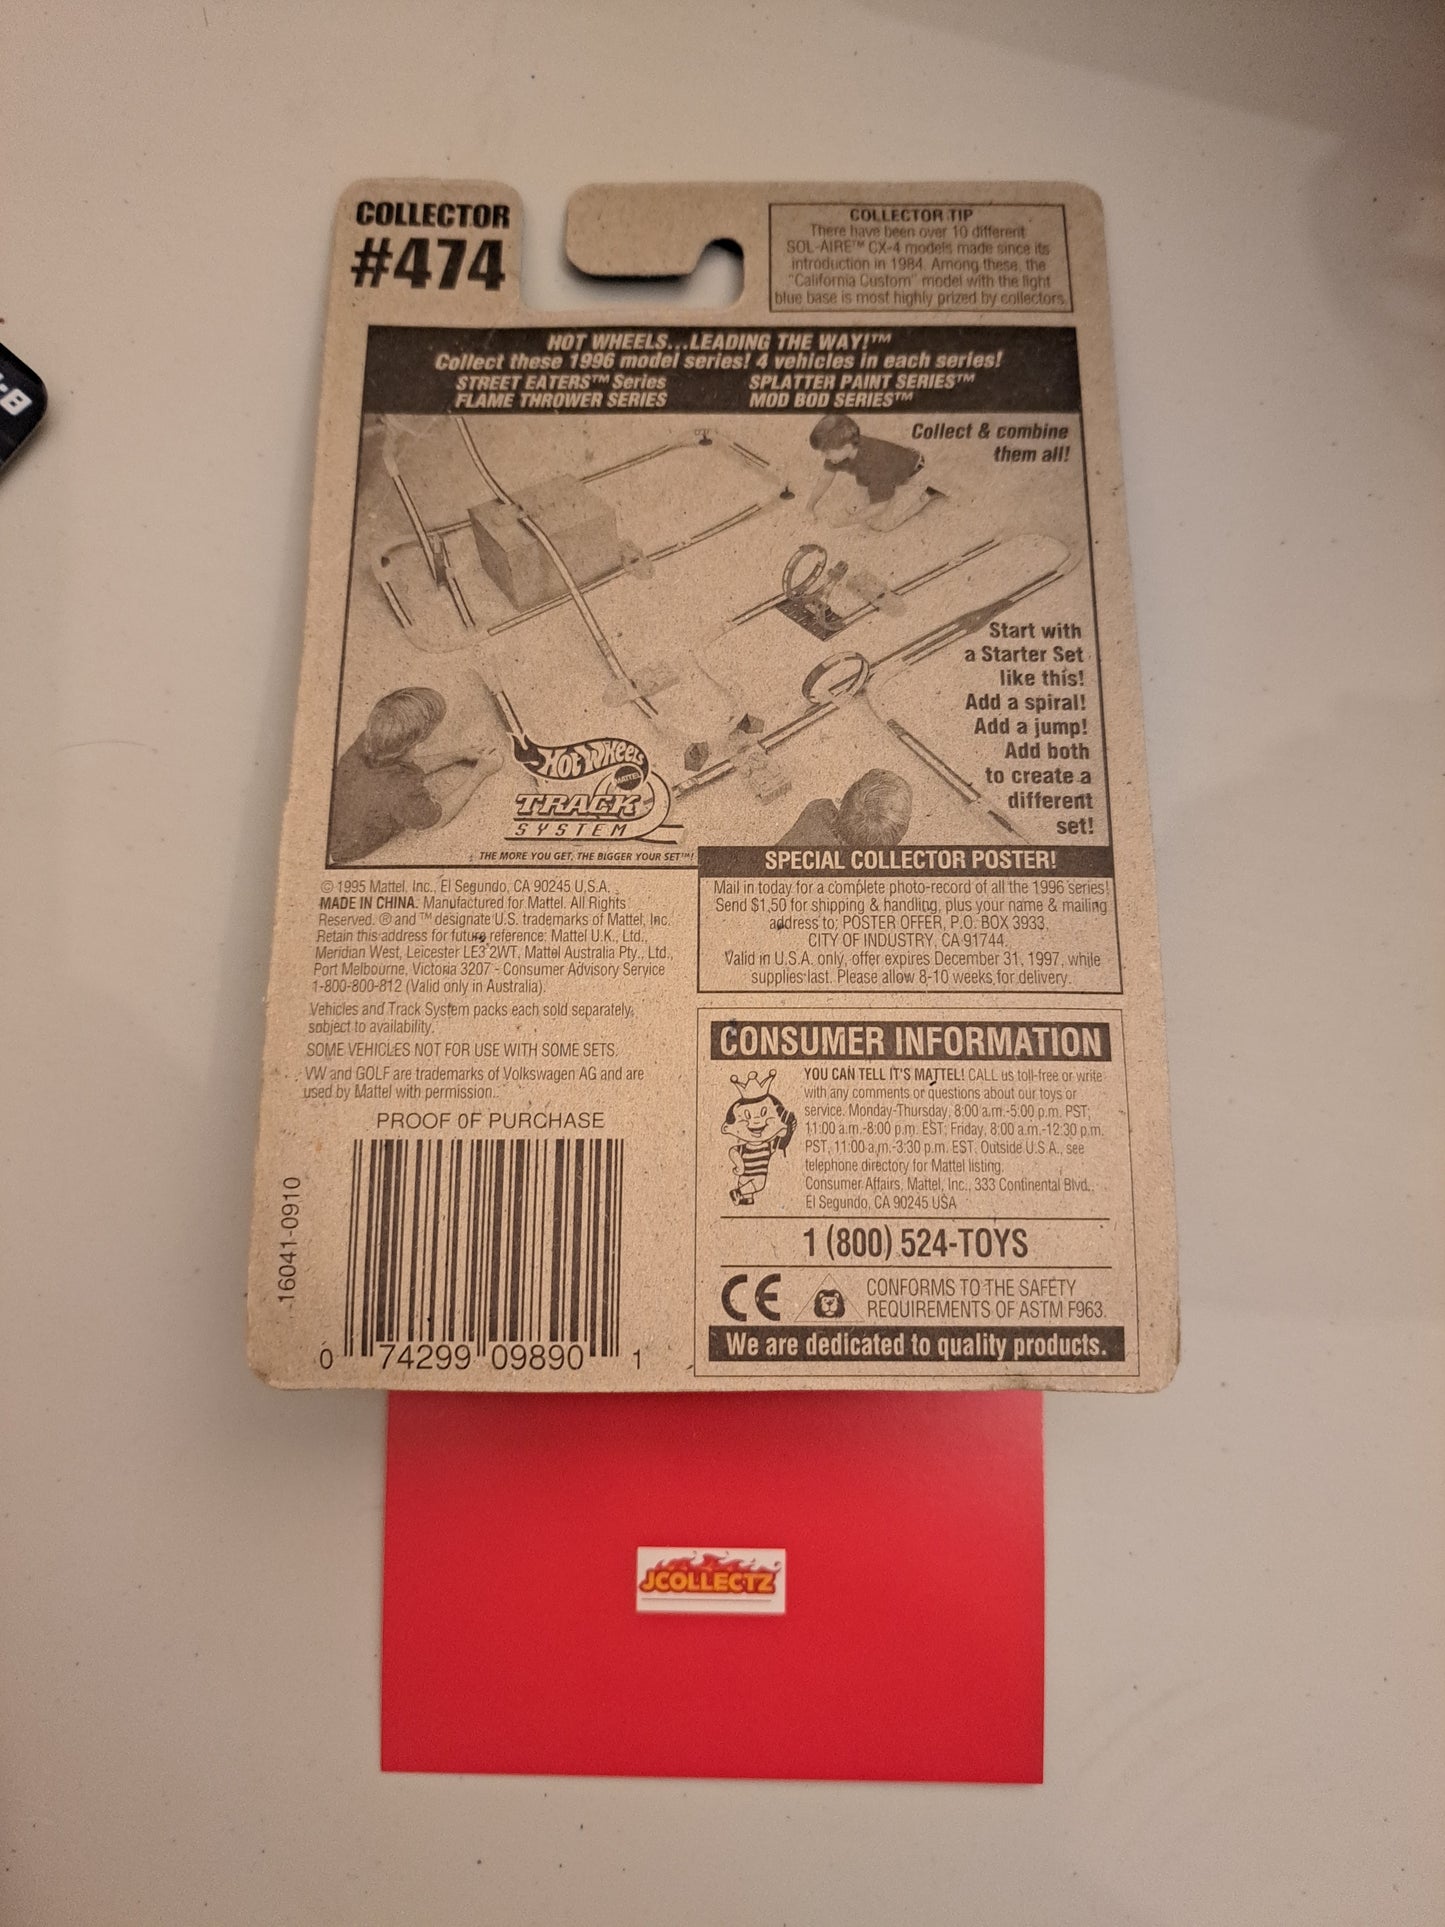 COLLECTOR
#474
COLLECTOR TIP
There have been over 10 different
SOL-AIRE™ CX-4 models made since its
introduction in 1984. Among these, the
"California Custom" model with the light
blue base is most highly prized by collectors.
HOT WHEELS...LEADING THE WAY!™
Collect these 1996 model series! 4 vehicles in each series!
STREET EATERS™ Series
SPLATTER PAINT SERIES™
FLAME THROWER SERIES
MOD BOD SERIES™
Collect & combine
them all!
Start with
a Starter Set
like this!
Add a spiral!
Add a jump!
Add both
to create a
different
set!
Hot Wheels
MATTEL
TRACK
SYSTEM
THE MORE YOU GET, THE BIGGER YOUR SET™!
© 1995 Mattel, Inc., El Segundo, CA 90245 U.S.A.
MADE IN CHINA. Manufactured for Mattel. All Rights
Reserved. ® and ™ designate U.S. trademarks of Mattel, Inc.
Retain this address for future reference: Mattel U.K., Ltd.,
Meridian West, Leicester LE3 2WT, Mattel Australia Pty., Ltd.,
Port Melbourne, Victoria 3207 - Consumer Advisory Service
1-800-800-812 (Valid only in Australia).
Vehicles and Track System packs each sold separately,
subject to availability.
SOME VEHICLES NOT FOR USE WITH SOME SETS.
VW and GOLF are trademarks of Volkswagen AG and are
used by Mattel with permission.
SPECIAL COLLECTOR POSTER!
Mail in today for a complete photo-record of all the 1996 series!
Send $1.50 for shipping & handling, plus your name & mailing
address to: POSTER OFFER, P.O. BOX 3933,
CITY OF INDUSTRY, CA 91744.
Valid in U.S.A. only, offer expires December 31, 1997, while
supplies last. Please allow 8-10 weeks for delivery.
CONSUMER INFORMATION
YOU CAN TELL IT'S MATTEL! CALL us toll-free or write
with any comments or questions about our toys or
service. Monday-Thursday, 8:00 a.m.-5:00 p.m. PST;
11:00 a.m.-8:00 p.m. EST; Friday, 8:00 a.m.-12:30 p.m.
PST, 11:00 a.m.-3:30 p.m. EST. Outside U.S.A., see
telephone directory for Mattel listing.
Consumer Affairs, Mattel, Inc., 333 Continental Blvd.,
El Segundo, CA 90245 USA
1 (800) 524-TOYS
CE
CONFORMS TO THE SAFETY
REQUIREMENTS OF ASTM F963.
We are dedicated to quality products.
PROOF OF PURCHASE
16041-0910
0 74299 09890 1
JCOLLECTZ